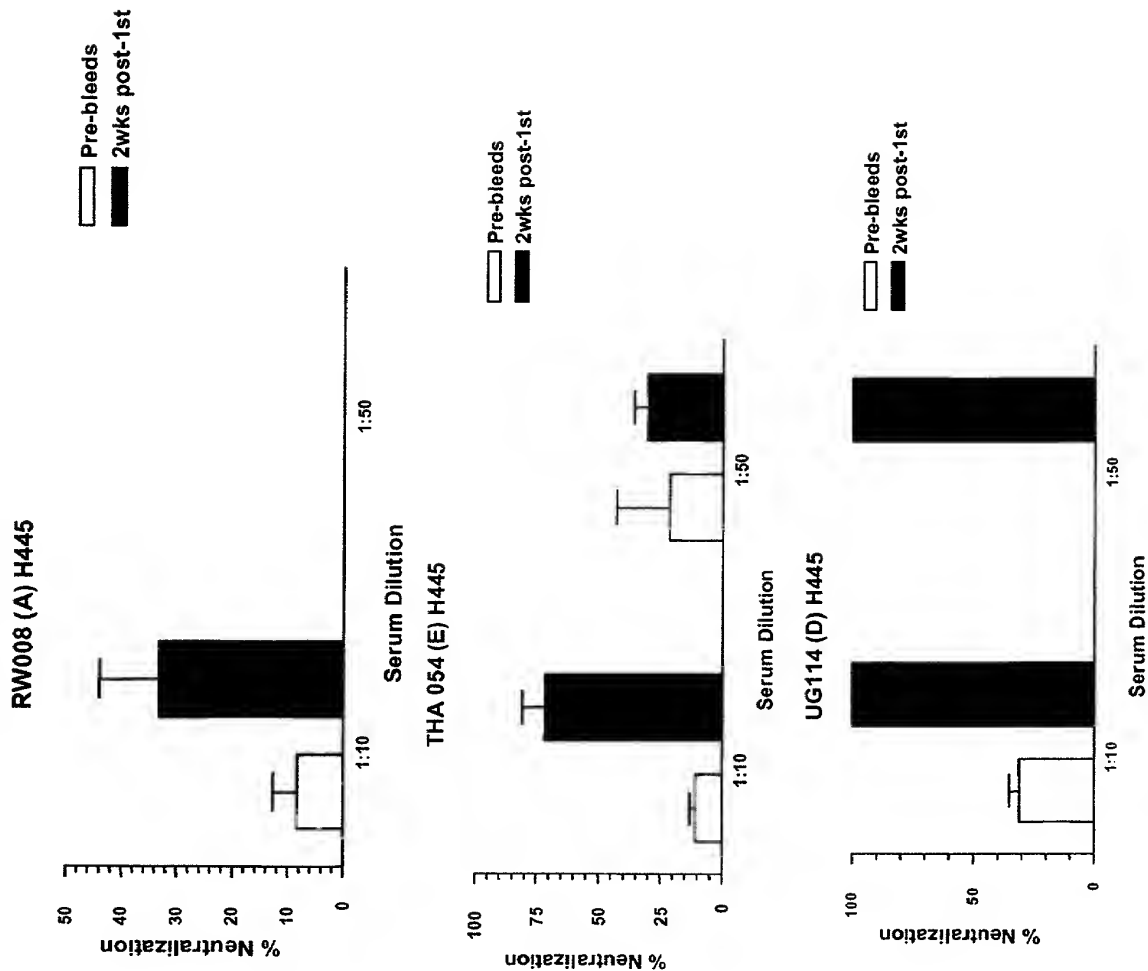 RW008 (A) H445
Pre-bleeds
2wks post-1st
50
40
30
20
10
0
% Neutralization
1:10
1:50
Serum Dilution
THA 054 (E) H445
Pre-bleeds
2wks post-1st
100
75
50
25
0
% Neutralization
1:10
1:50
Serum Dilution
UG114 (D) H445
Pre-bleeds
2wks post-1st
100
50
0
% Neutralization
1:10
1:50
Serum Dilution